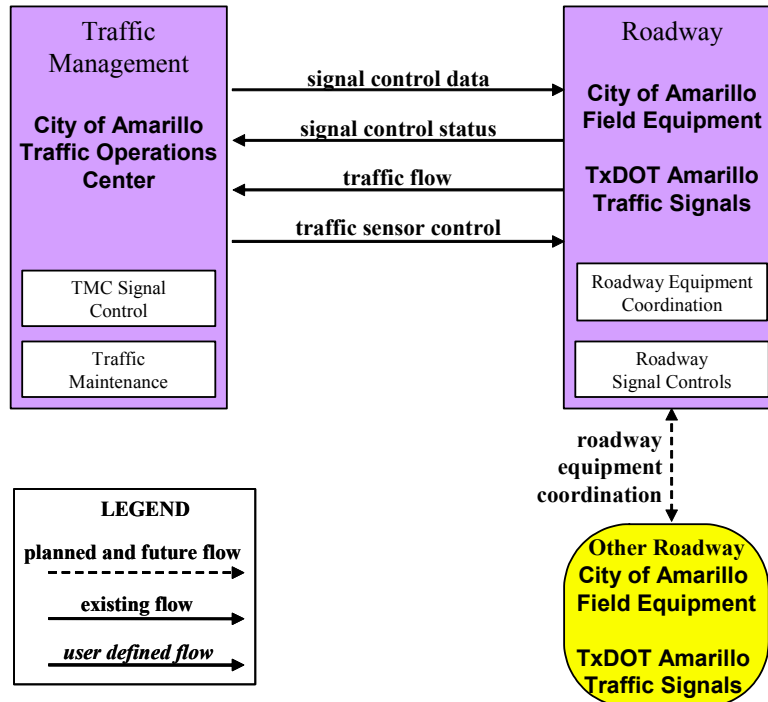 Traffic
Management
City of Amarillo
Traffic Operations
Center
TMC Signal
Control
Traffic
Maintenance
signal control data
signal control status
traffic flow
traffic sensor control
Roadway
City of Amarillo
Field Equipment
TxDOT Amarillo
Traffic Signals
Roadway Equipment
Coordination
Roadway
Signal Controls
roadway
equipment
coordination
LEGEND
planned and future flow
existing flow
user defined flow
Other Roadway
City of Amarillo
Field Equipment
TxDOT Amarillo
Traffic Signals